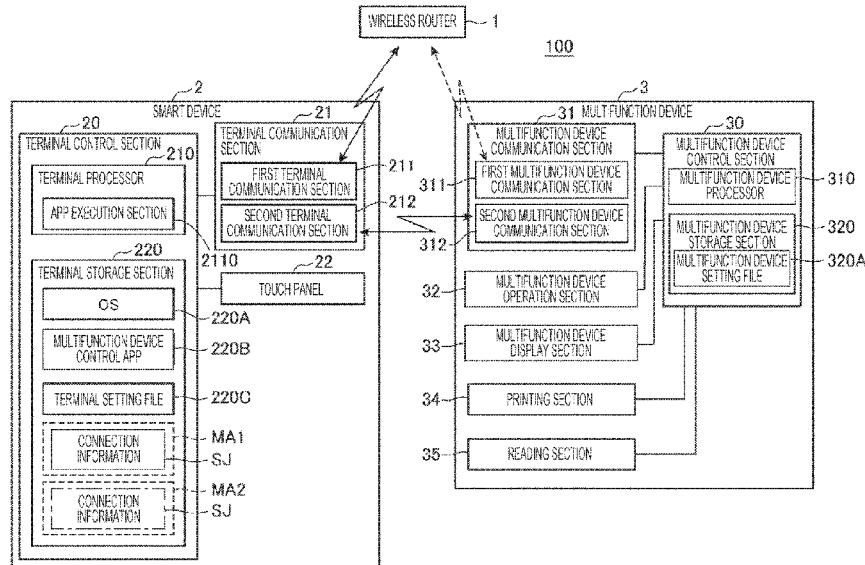 WIRELESS ROUTER
1
100
2
SMART DEVICE
20
TERMINAL CONTROL SECTION
210
TERMINAL PROCESSOR
APP EXECUTION SECTION
2110
21
TERMINAL COMMUNICATION
SECTION
211
FIRST TERMINAL
COMMUNICATION SECTION
212
SECOND TERMINAL
COMMUNICATION SECTION
220
TERMINAL STORAGE SECTION
OS
220A
MULTIFUNCTION DEVICE
CONTROL APP
220B
TERMINAL SETTING FILE
220C
CONNECTION
INFORMATION
MA1
SJ
CONNECTION
INFORMATION
MA2
SJ
22
TOUCH PANEL
3
MULTIFUNCTION DEVICE
31
MULTIFUNCTION DEVICE
COMMUNICATION SECTION
311
FIRST MULTIFUNCTION DEVICE
COMMUNICATION SECTION
SECOND MULTIFUNCTION DEVICE
COMMUNICATION SECTION
312
30
MULTIFUNCTION DEVICE
CONTROL SECTION
MULTIFUNCTION DEVICE
PROCESSOR
310
MULTIFUNCTION DEVICE
STORAGE SECTION
320
MULTIFUNCTION DEVICE
SETTING FILE
320A
32
MULTIFUNCTION DEVICE
OPERATION SECTION
33
MULTIFUNCTION DEVICE
DISPLAY SECTION
34
PRINTING SECTION
35
READING SECTION